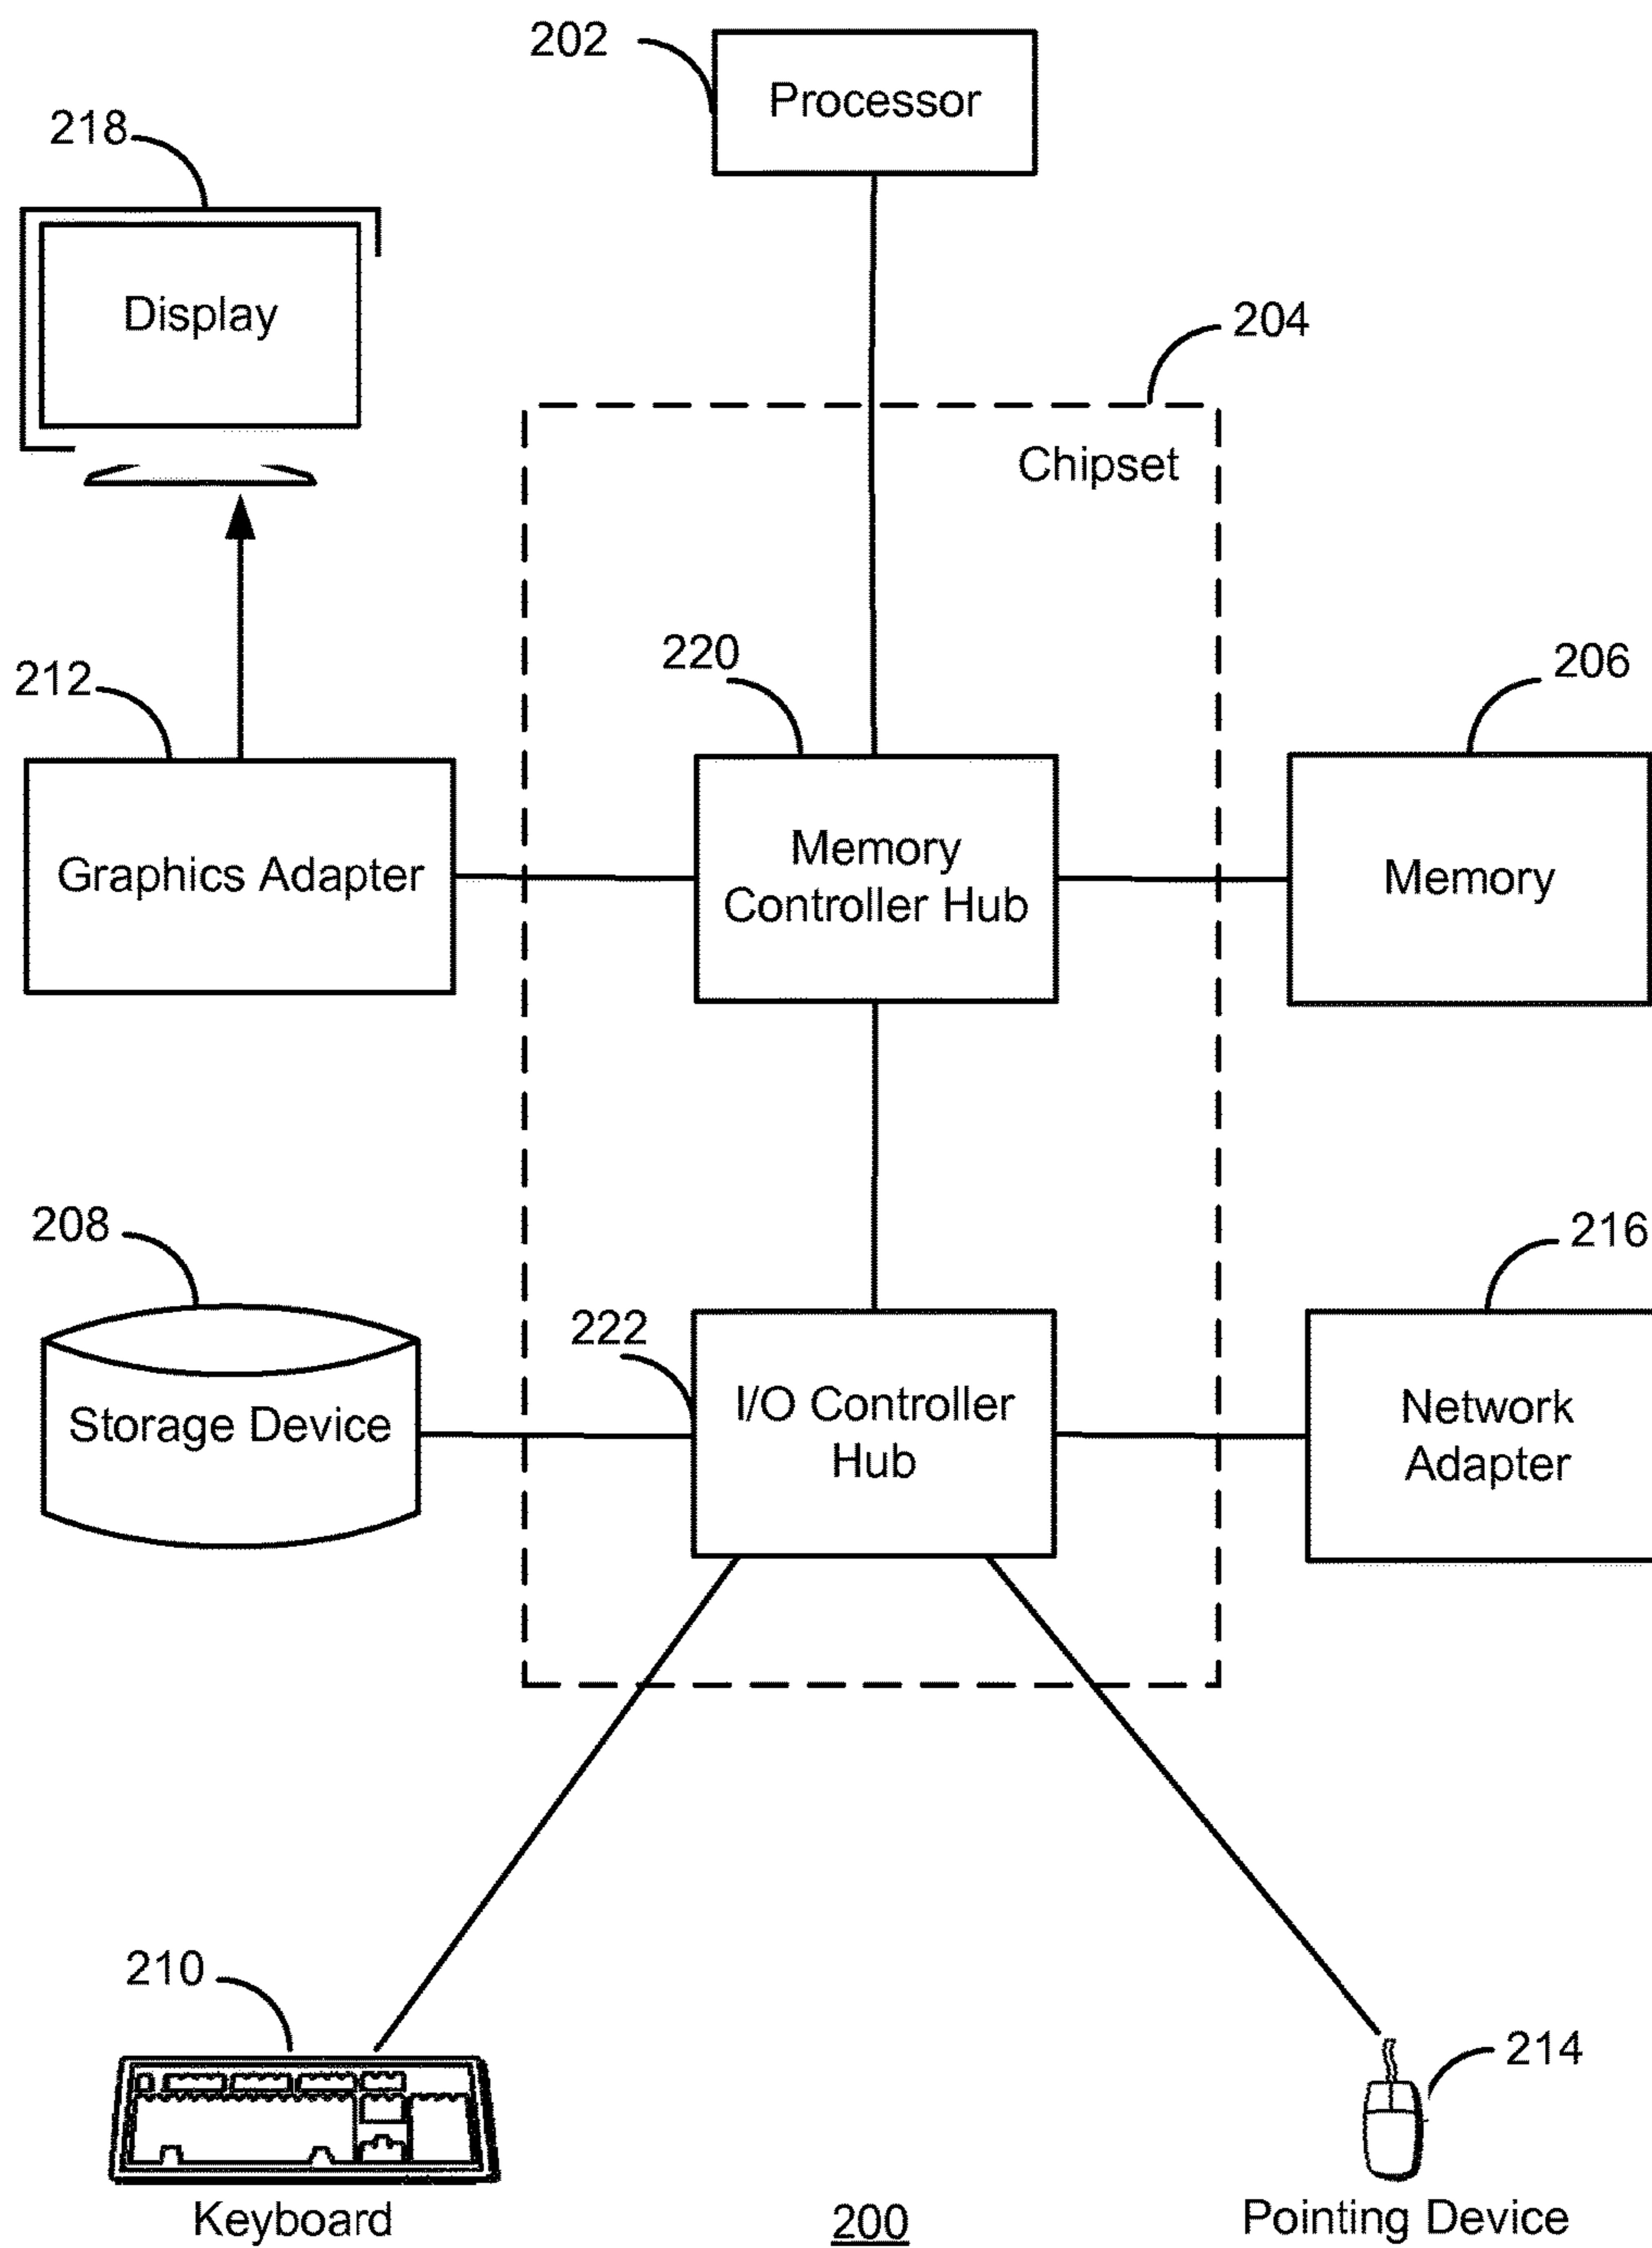 202
Processor
218
Display
204
Chipset
220
206
212
Memory
Controller Hub
Graphics Adapter
Memory
208
216
222
I/O Controller
Hub
Storage Device
Network
Adapter
210
214
Keyboard
200
Pointing Device